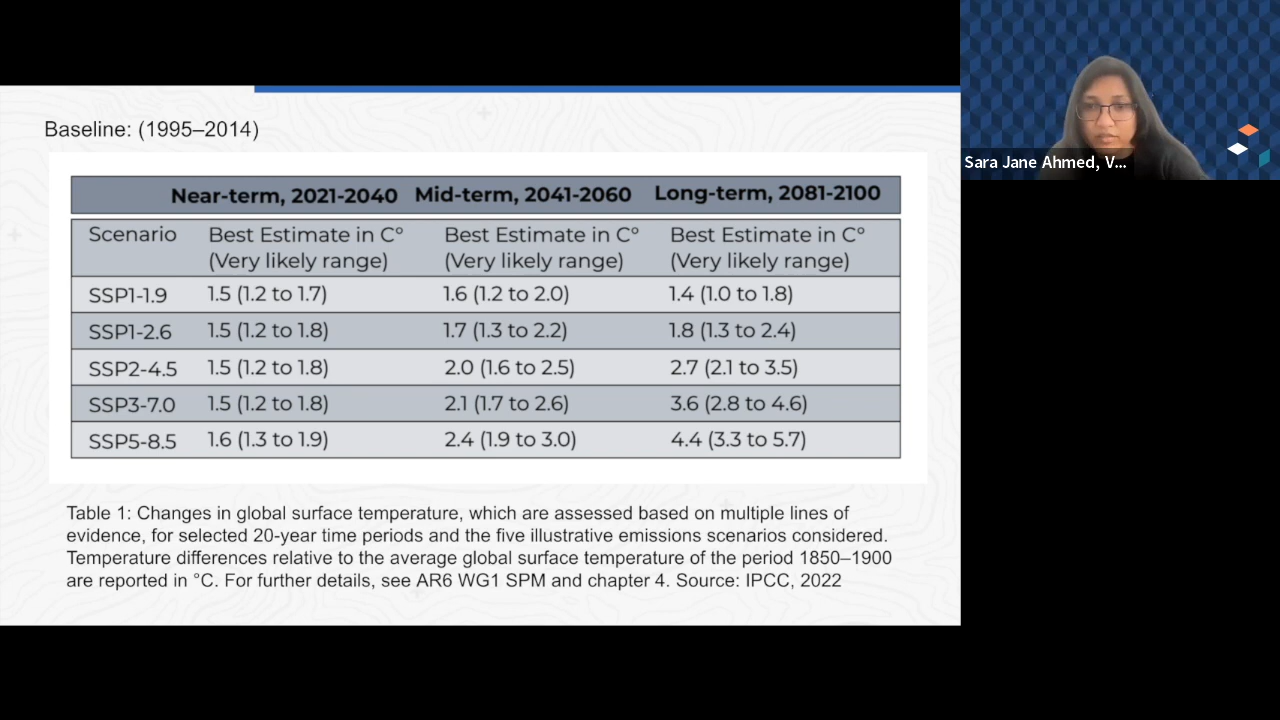 Baseline: (1995–2014)
Near-term, 2021-2040 Mid-term, 2041-2060 Long-term, 2081-2100
Scenario Best Estimate in C° Best Estimate in C° Best Estimate in C°
(Very likely range) (Very likely range) (Very likely range)
SSP1-1.9 1.5 (1.2 to 1.7) 1.6 (1.2 to 2.0) 1.4 (1.0 to 1.8)
SSP1-2.6 1.5 (1.2 to 1.8) 1.7 (1.3 to 2.2) 1.8 (1.3 to 2.4)
SSP2-4.5 1.5 (1.2 to 1.8) 2.0 (1.6 to 2.5) 2.7 (2.1 to 3.5)
SSP3-7.0 1.5 (1.2 to 1.8) 2.1 (1.7 to 2.6) 3.6 (2.8 to 4.6)
SSP5-8.5 1.6 (1.3 to 1.9) 2.4 (1.9 to 3.0) 4.4 (3.3 to 5.7)
Table 1: Changes in global surface temperature, which are assessed based on multiple lines of
evidence, for selected 20-year time periods and the five illustrative emissions scenarios considered.
Temperature differences relative to the average global surface temperature of the period 1850–1900
are reported in °C. For further details, see AR6 WG1 SPM and chapter 4. Source: IPCC, 2022
Sara Jane Ahmed, V...